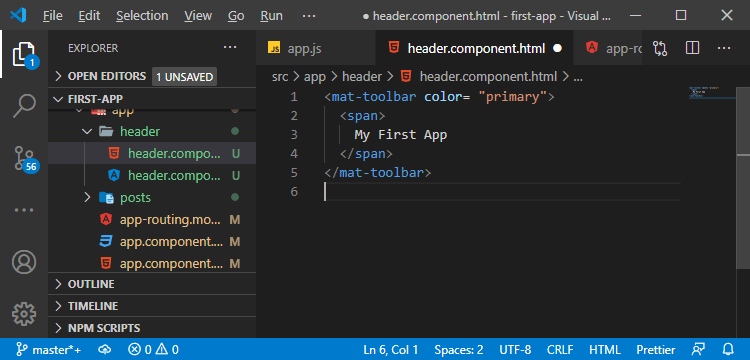 File Edit Selection View Go Run ··· ● header.component.html - first-app - Visual ...
EXPLORER ···
OPEN EDITORS 1 UNSAVED
FIRST-APP
app
header
header.compo... U
header.compo... U
posts
app-routing.mo... M
app.component.... M
app.component.... M
OUTLINE
TIMELINE
NPM SCRIPTS
1
56
JS app.js header.component.html ● app-ro
src > app > header > header.component.html > ...
1 <mat-toolbar color= "primary">
2 <span>
3 My First App
4 </span>
5 </mat-toolbar>
6
master*+ 0 0 Ln 6, Col 1 Spaces: 2 UTF-8 CRLF HTML Prettier